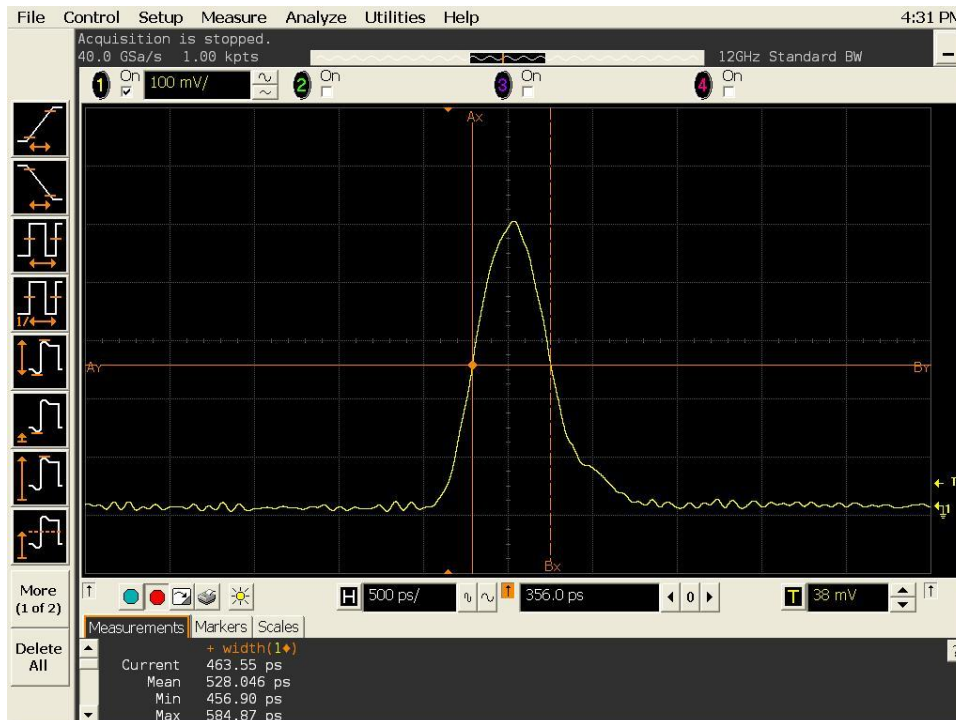 File Control Setup Measure Analyze Utilities Help 4:31 PM
Acquisition is stopped.
40.0 GSa/s 1.00 kpts 12GHz Standard BW
1 On 100 mV/ 2 On 3 On 4 On
Ax
AY BY
T
1
Bx
1/
More
(1 of 2)
H 500 ps/ 356.0 ps 0 T 38 mV
Measurements Markers Scales
Delete
All
+ width(1)
Current 463.55 ps
Mean 528.046 ps
Min 456.90 ps
Max 584.87 ps
?